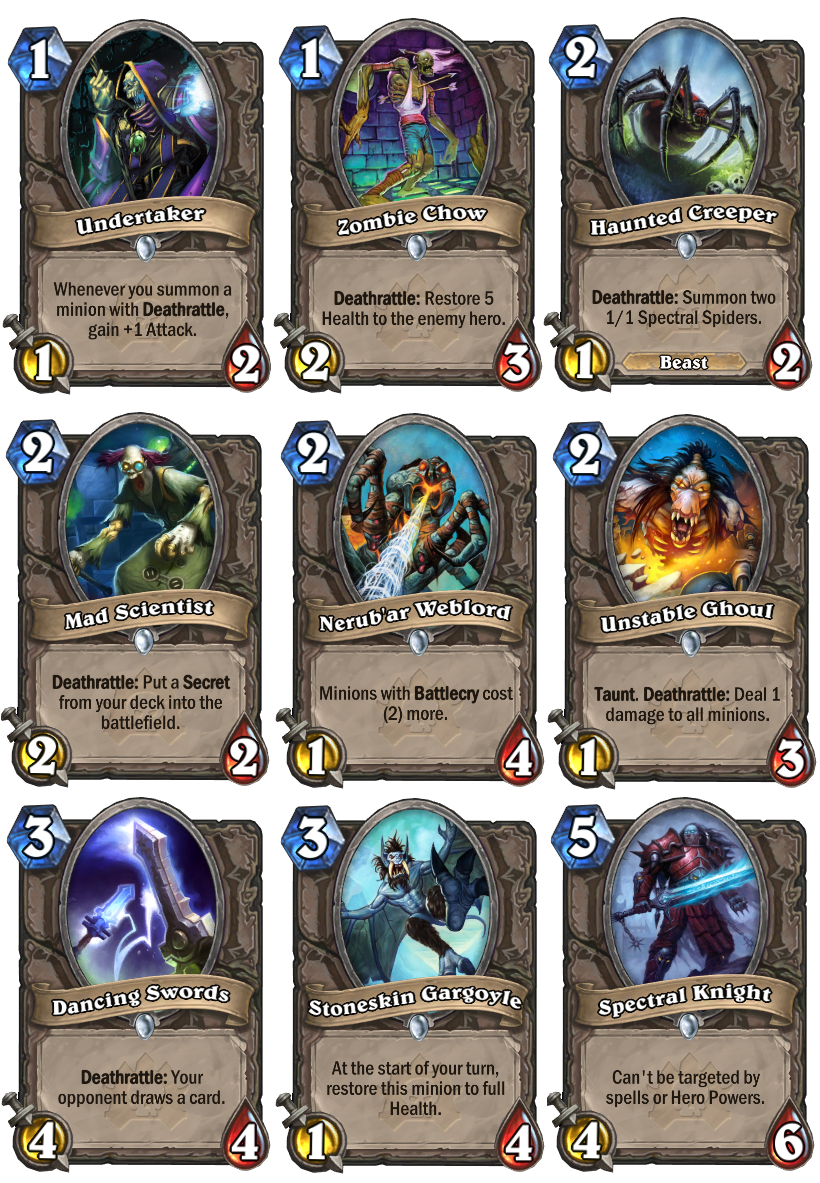 1
Undertaker
Whenever you summon a
minion with Deathrattle,
gain +1 Attack.
1
2
1
Zombie Chow
Deathrattle: Restore 5
Health to the enemy hero.
2
3
2
Haunted Creeper
Deathrattle: Summon two
1/1 Spectral Spiders.
1
Beast
2
2
Mad Scientist
Deathrattle: Put a Secret
from your deck into the
battlefield.
2
2
2
Nerub'ar Weblord
Minions with Battlecry cost
(2) more.
1
4
2
Unstable Ghoul
Taunt. Deathrattle: Deal 1
damage to all minions.
1
3
3
Dancing Swords
Deathrattle: Your
opponent draws a card.
4
4
3
Stoneskin Gargoyle
At the start of your turn,
restore this minion to full
Health.
1
4
5
Spectral Knight
Can't be targeted by
spells or Hero Powers.
4
6